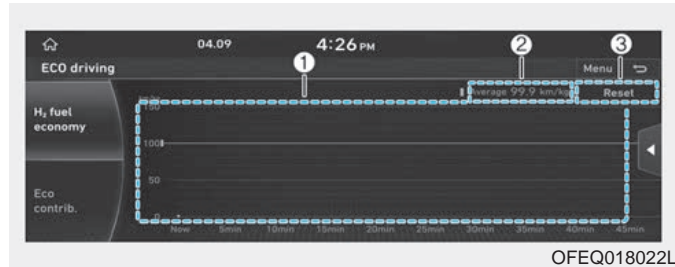 04.09 4:26 PM
1 2 3
ECO driving Menu
Average 99.9 km/kg Reset
H₂ fuel
economy
150
100
50
0
Eco
contrib.
Now 5min 10min 15min 20min 25min 30min 35min 40min 45min
OFEQ018022L